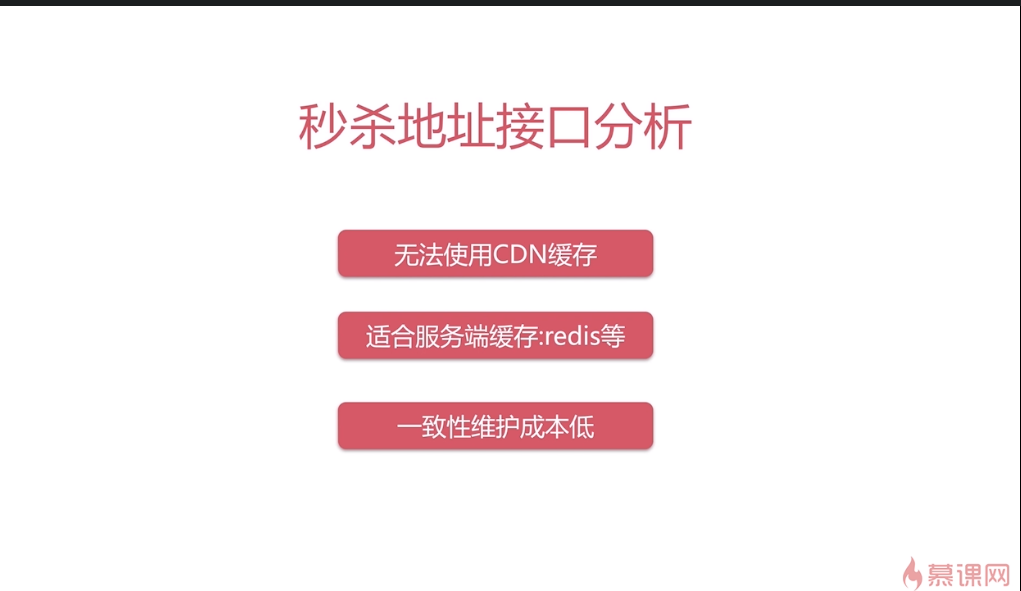 秒杀地址接口分析
无法使用CDN缓存
适合服务端缓存:redis等
一致性维护成本低
慕课网